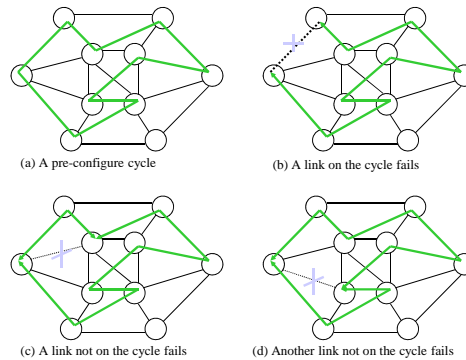 (a) A pre-configure cycle
(b) A link on the cycle fails
(c) A link not on the cycle fails
(d) Another link not on the cycle fails